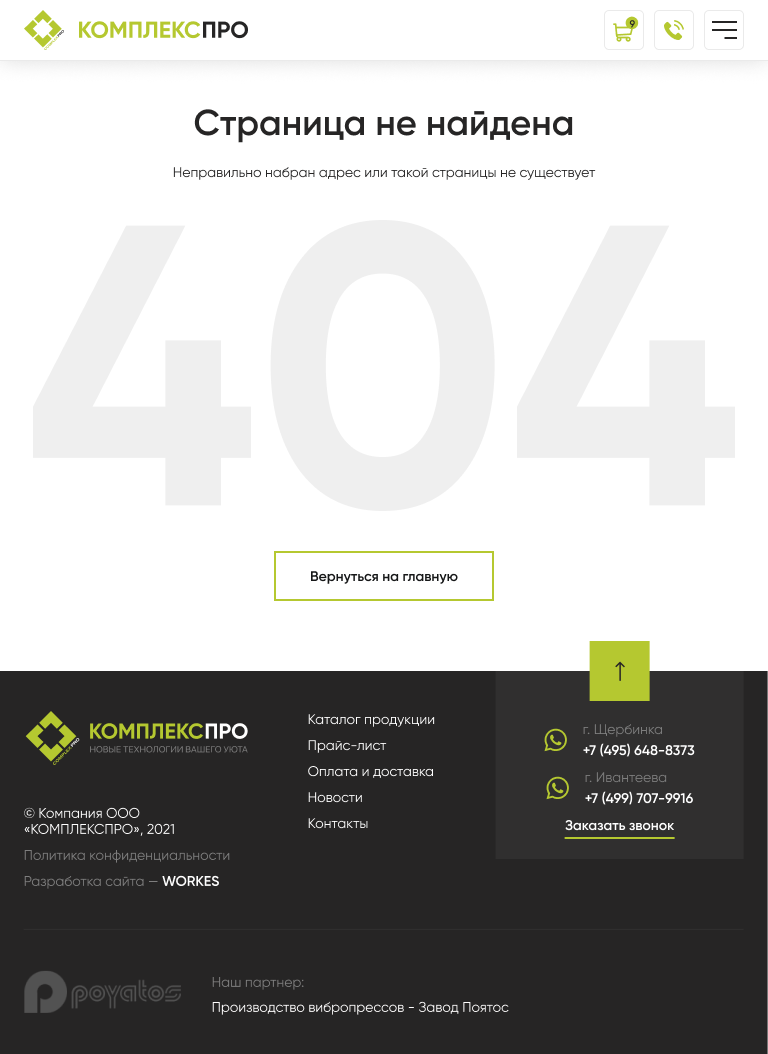 КОМПЛЕКСПРО
9
Страница не найдена
Неправильно набран адрес или такой страницы не существует
404
Вернуться на главную
КОМПЛЕКСПРО
НОВЫЕ ТЕХНОЛОГИИ ВАШЕГО УЮТА
© Компания ООО
«КОМПЛЕКСПРО», 2021
Политика конфиденциальности
Разработка сайта — WORKES
Каталог продукции
Прайс-лист
Оплата и доставка
Новости
Контакты
г. Щербинка
+7 (495) 648-8373
г. Ивантеева
+7 (499) 707-9916
Заказать звонок
poyatos
Наш партнер:
Производство вибропрессов - Завод Поятос